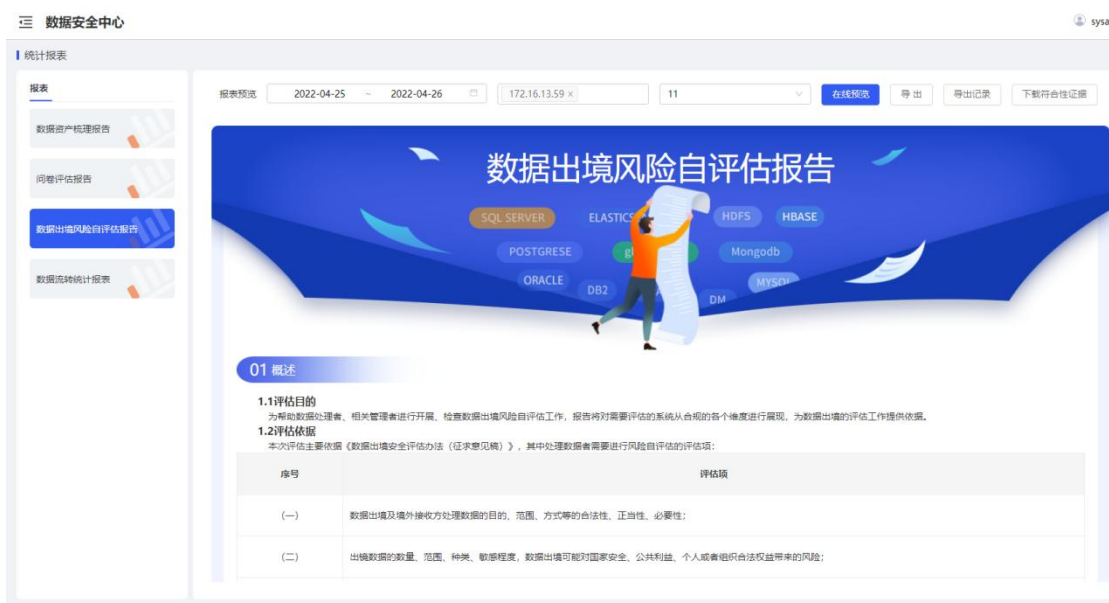 数据安全中心
sysa
统计报表
报表
数据资产梳理报告
问卷评估报告
数据出境风险自评估报告
数据流转统计报表
报表预览 2022-04-25 ~ 2022-04-26 172.16.13.59 × 11 在线预览 导出 导出记录 下载符合性证据
数据出境风险自评估报告
SQL SERVER ELASTICS HDFS HBASE
POSTGRESE Mongodb
ORACLE DB2 DM MYSQL
01 概述
1.1评估目的
为帮助数据处理者、相关管理者进行开展、检查数据出境风险自评估工作，报告将对需要评估的系统从合规的各个维度进行展现，为数据出境的评估工作提供依据。
1.2评估依据
本次评估主要依据《数据出境安全评估办法（征求意见稿）》，其中处理数据者需要进行风险自评估的评估项：
序号 评估项
(一) 数据出境及境外接收方处理数据的目的、范围、方式等的合法性、正当性、必要性；
(二) 出镜数据的数量、范围、种类、敏感程度，数据出境可能对国家安全、公共利益、个人或者组织合法权益带来的风险；